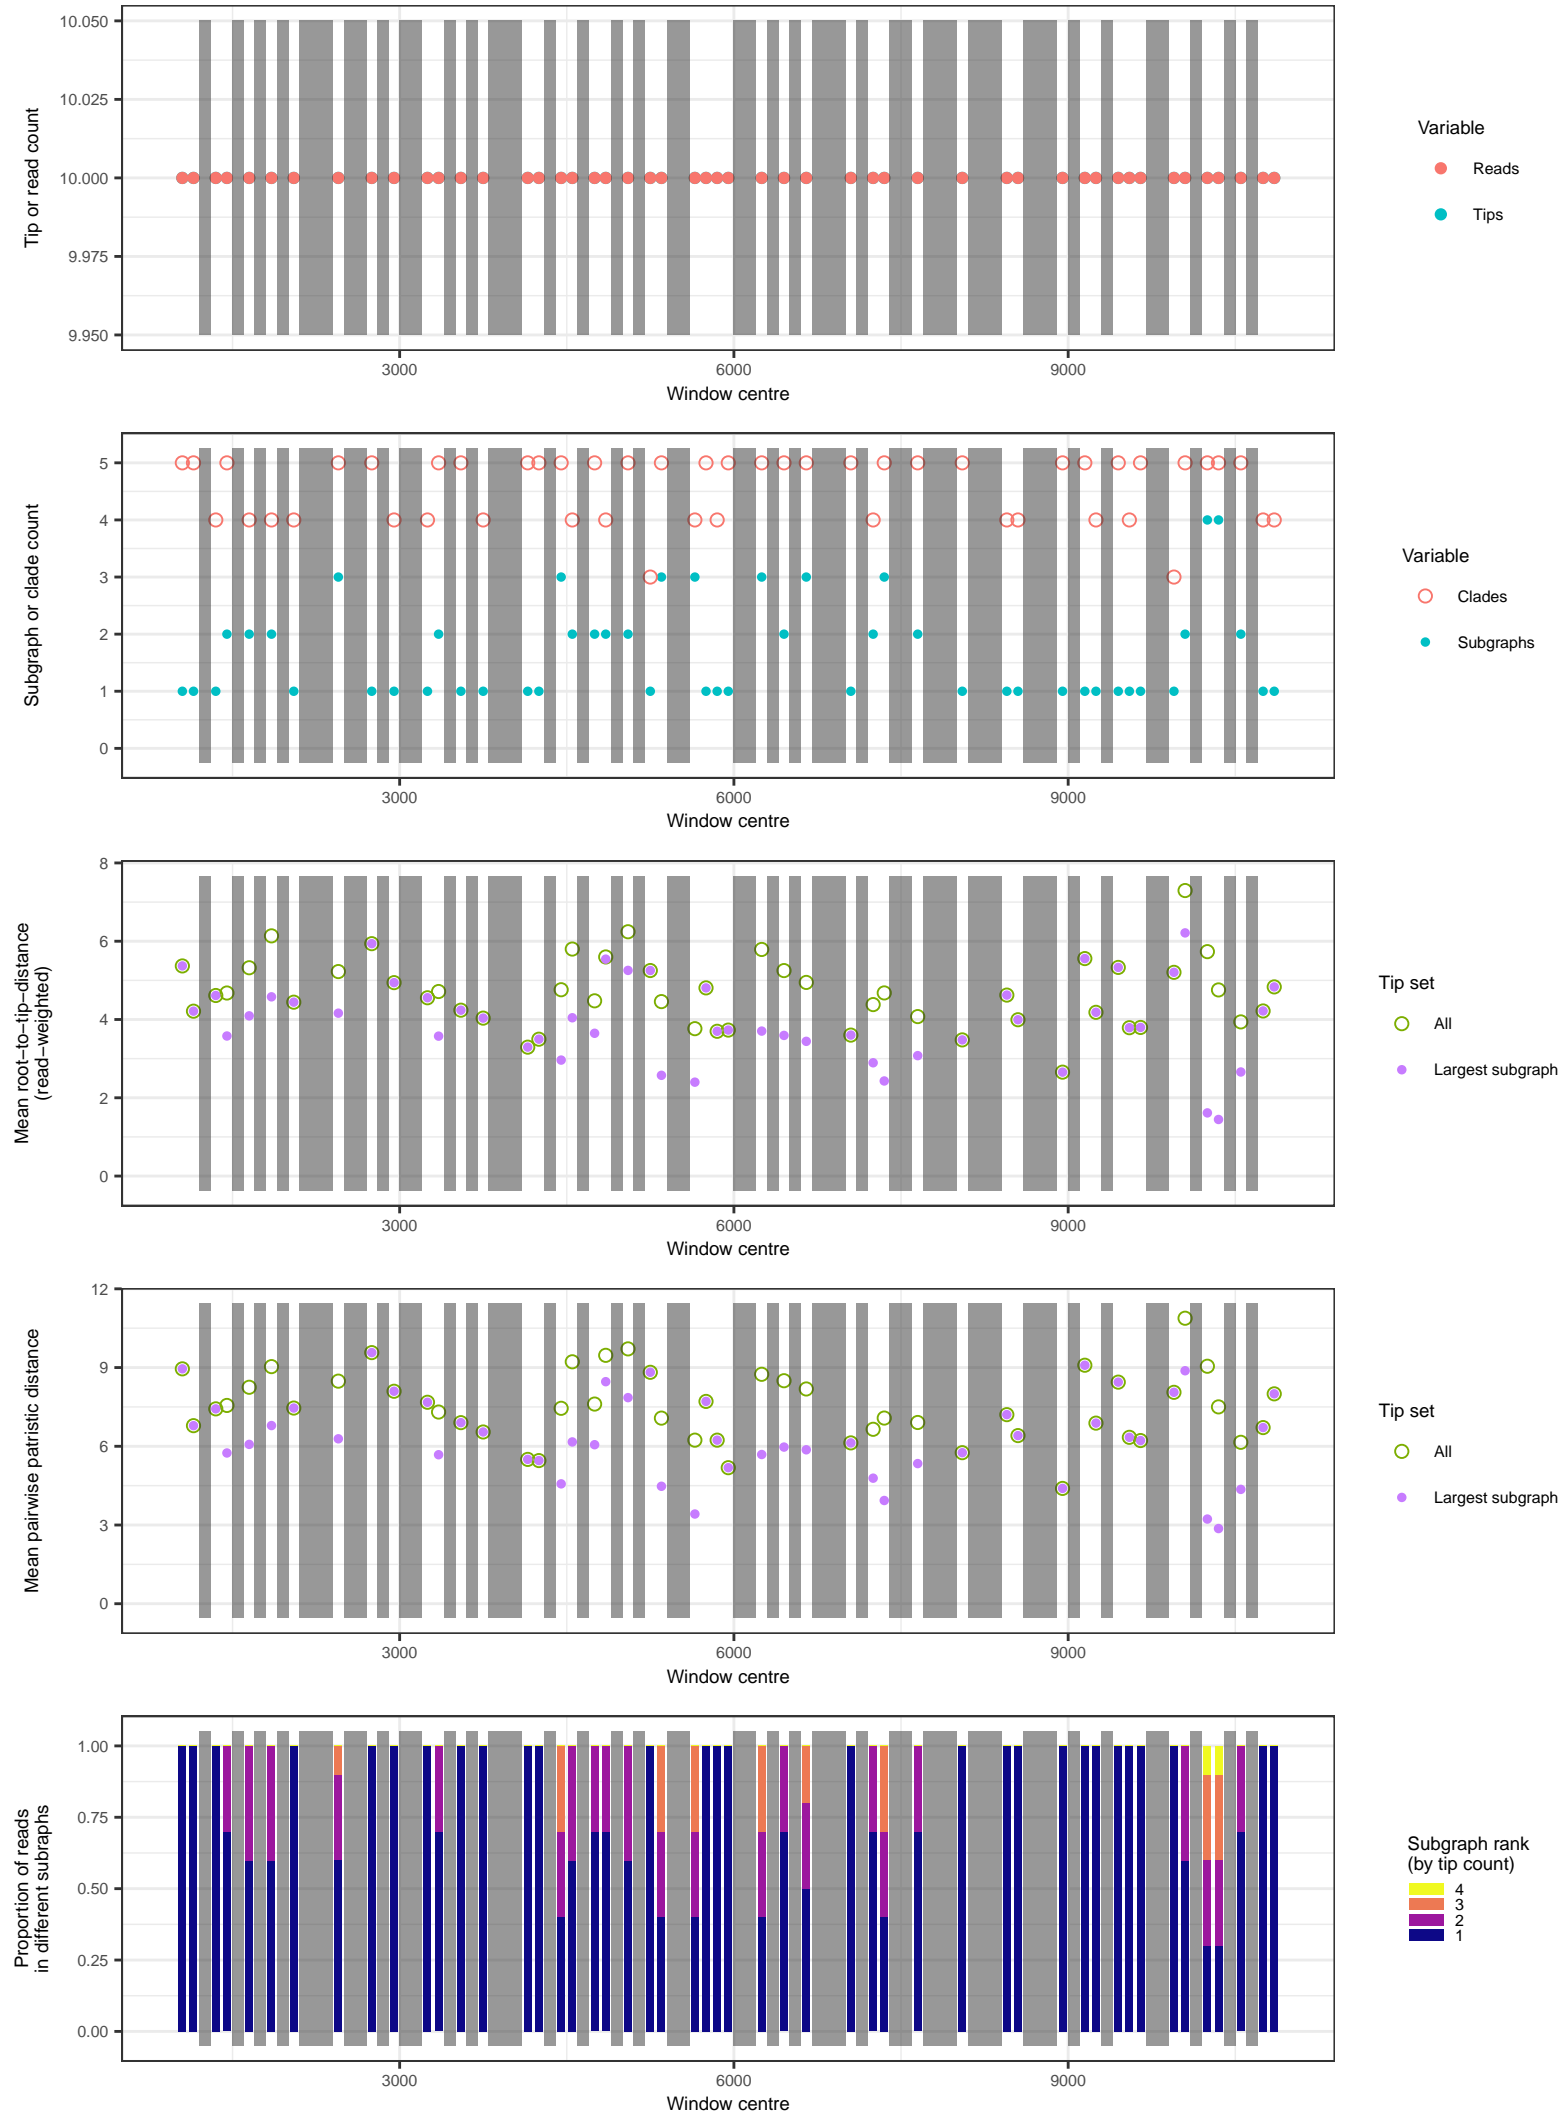 10.050
10.025
10.000
9.975
9.950
Tip or read count
3000
6000
9000
Window centre
Variable
Reads
Tips
5
4
3
2
1
0
Subgraph or clade count
3000
6000
9000
Window centre
Variable
Clades
Subgraphs
8
6
4
2
0
Mean root−to−tip−distance
(read−weighted)
3000
6000
9000
Window centre
Tip set
All
Largest subgraph
12
9
6
3
0
Mean pairwise patristic distance
3000
6000
9000
Window centre
Tip set
All
Largest subgraph
1.00
0.75
0.50
0.25
0.00
Proportion of reads
in different subraphs
3000
6000
9000
Window centre
Subgraph rank
(by tip count)
4
3
2
1